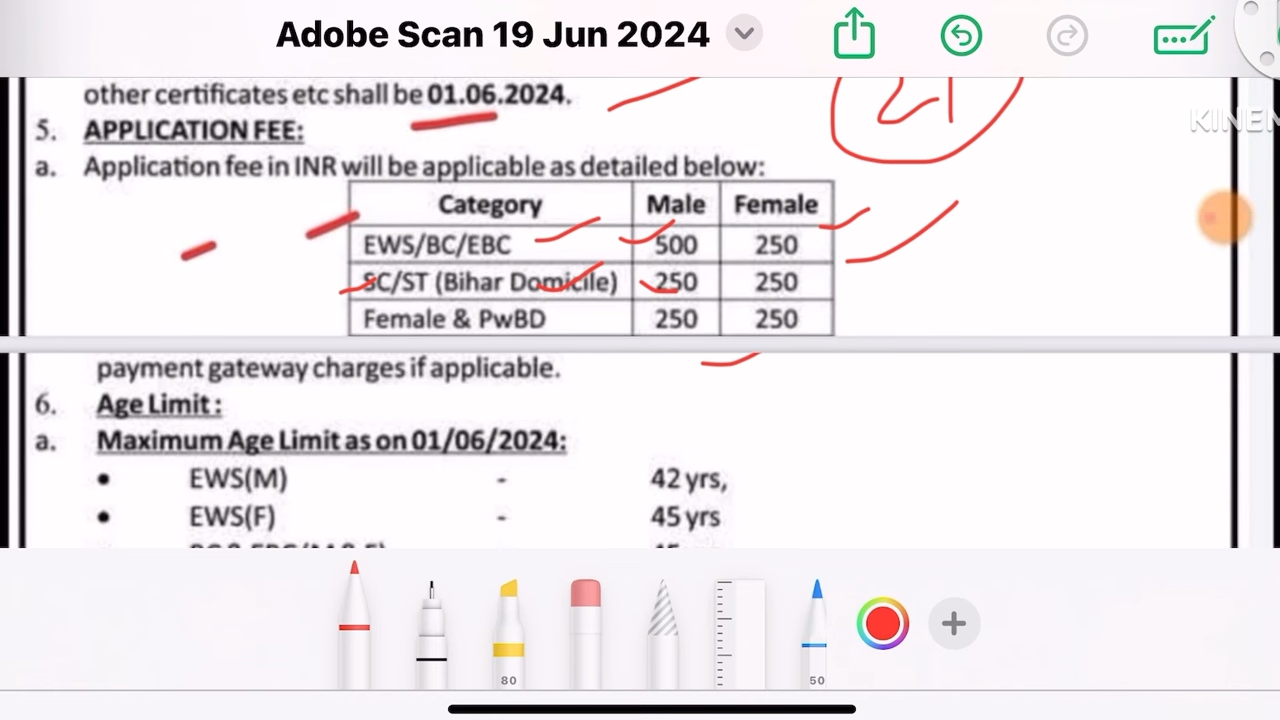 Adobe Scan 19 Jun 2024
other certificates etc shall be 01.06.2024.
21
KINEM
5. APPLICATION FEE:
a. Application fee in INR will be applicable as detailed below:
Category Male Female
EWS/BC/EBC 500 250
SC/ST (Bihar Domicile) 250 250
Female & PwBD 250 250
payment gateway charges if applicable.
6. Age Limit :
a. Maximum Age Limit as on 01/06/2024:
• EWS(M) - 42 yrs,
• EWS(F) - 45 yrs
80
50